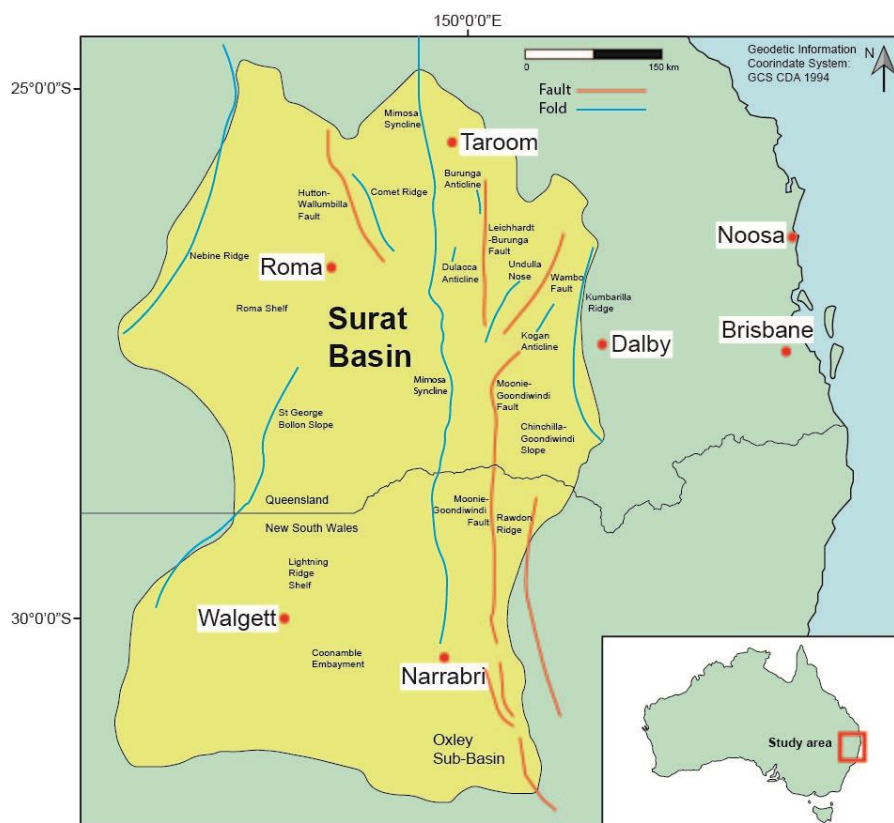 150°0’0”E
25°0’0”S
0
150 km
Geodetic Information
Coorindate System:
GCS CDA 1994
N
Fault
Fold
Mimosa
Syncline
Taroom
Burunga
Anticline
Hutton-
Wallumbilla
Fault
Comet Ridge
Leichhardt
-Burunga
Fault
Noosa
Nebine Ridge
Roma
Dulacca
Anticline
Undulla
Nose
Wambo
Fault
Kumbarilla
Ridge
Roma Shelf
Surat
Basin
Kogan
Anticline
Dalby
Brisbane
Mimosa
Syncline
Moonie-
Goondiwindi
Fault
St George
Bollon Slope
Chinchilla-
Goondiwindi
Slope
Queensland
New South Wales
Moonie-
Goondiwindi
Fault
Rawdon
Ridge
Lightning
Ridge
Shelf
30°0’0”S
Walgett
Coonamble
Embayment
Narrabri
Oxley
Sub-Basin
Study area